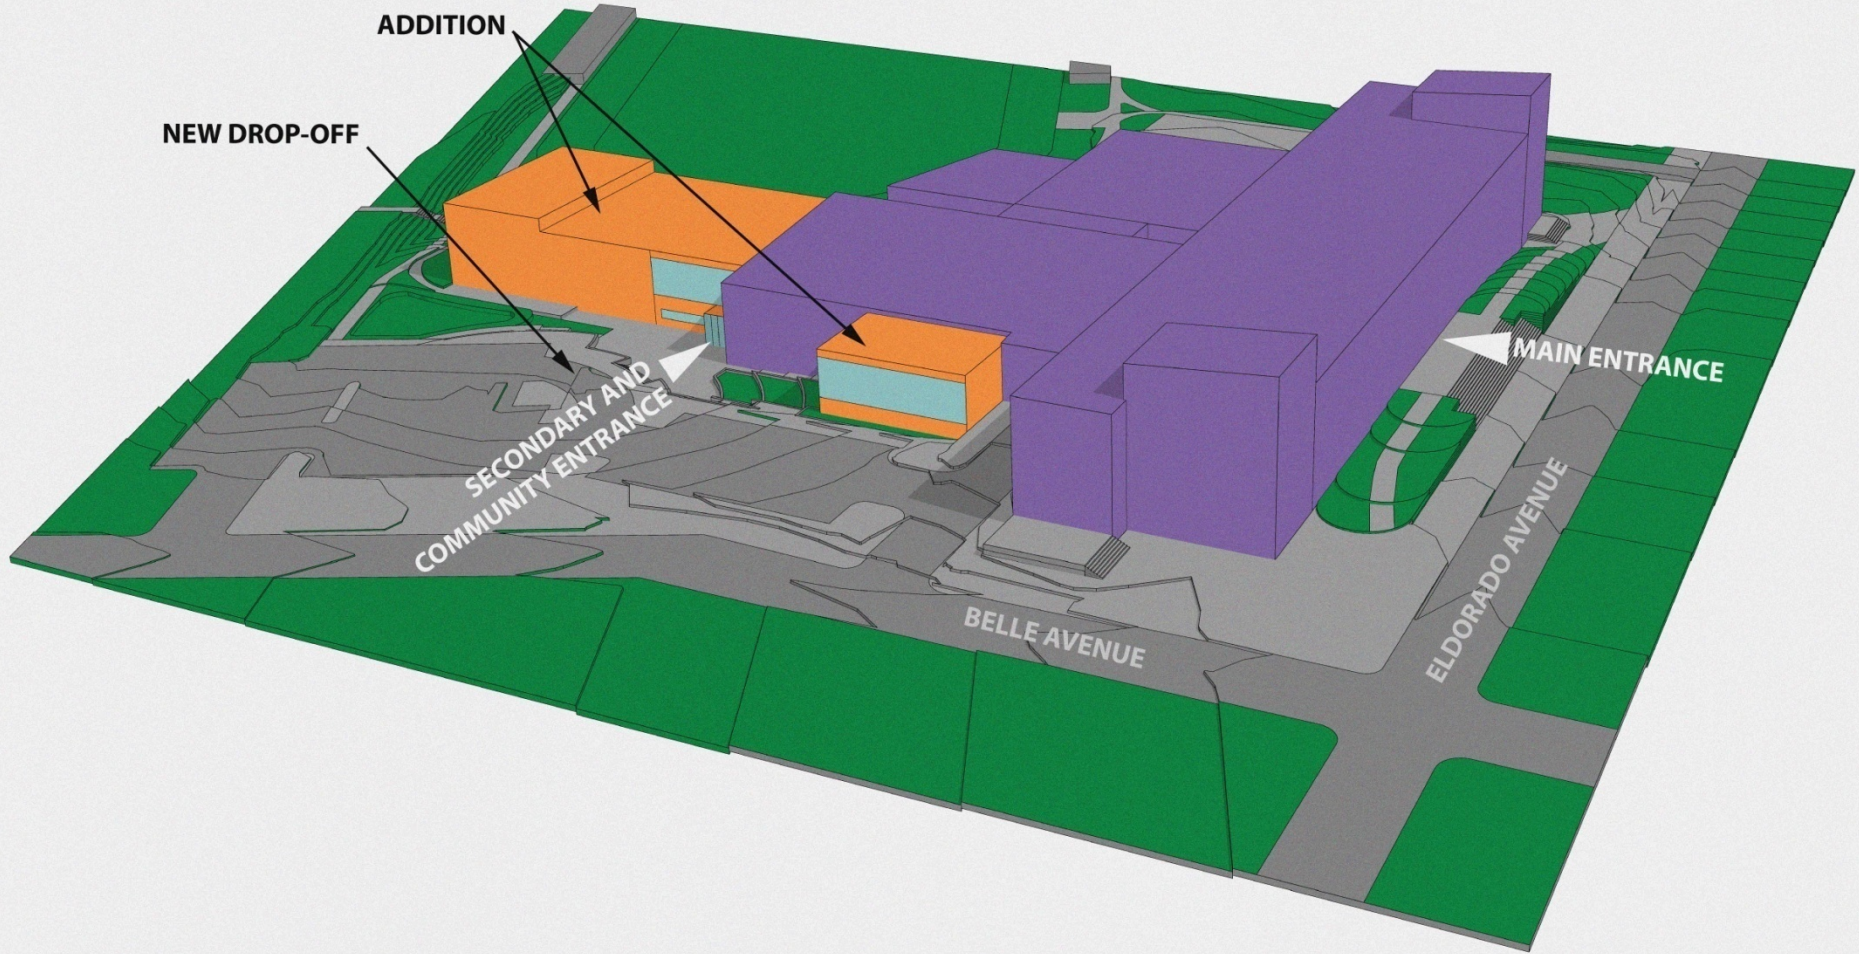 ADDITION
NEW DROP-OFF
SECONDARY AND
COMMUNITY ENTRANCE
MAIN ENTRANCE
BELLE AVENUE
ELDORADO AVENUE